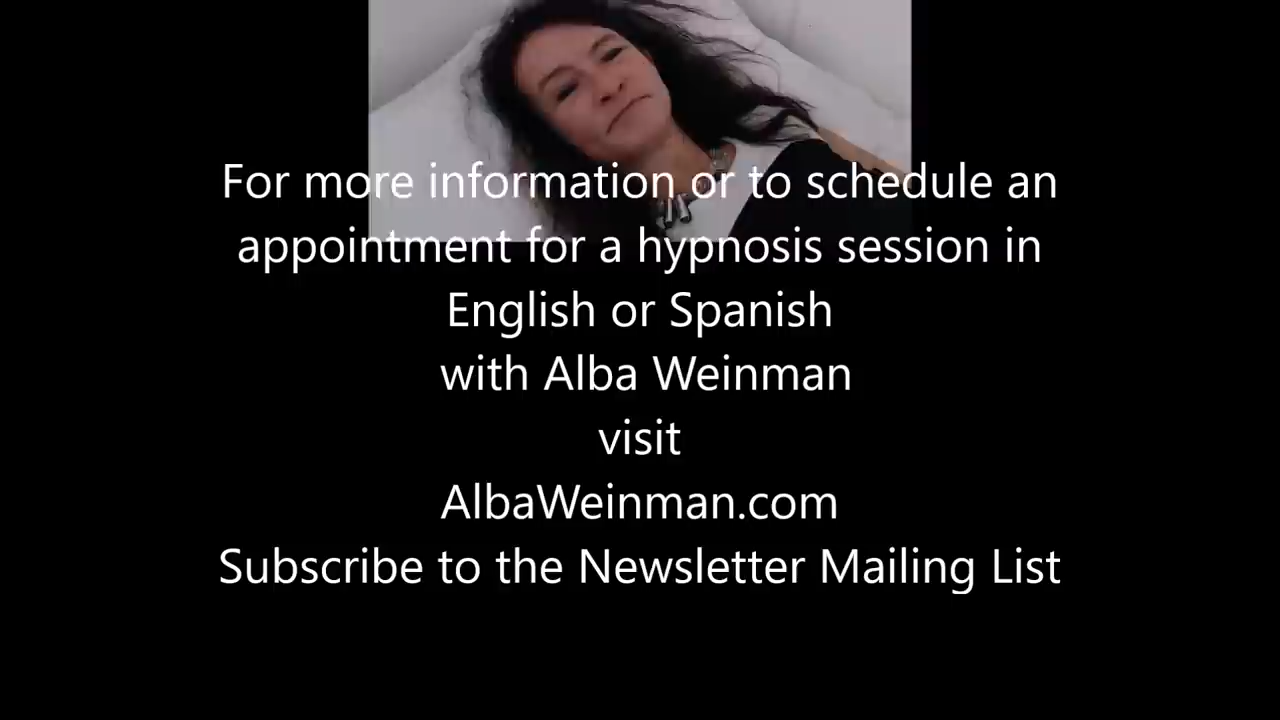 For more information or to schedule an
appointment for a hypnosis session in
English or Spanish
with Alba Weinman
visit
AlbaWeinman.com
Subscribe to the Newsletter Mailing List